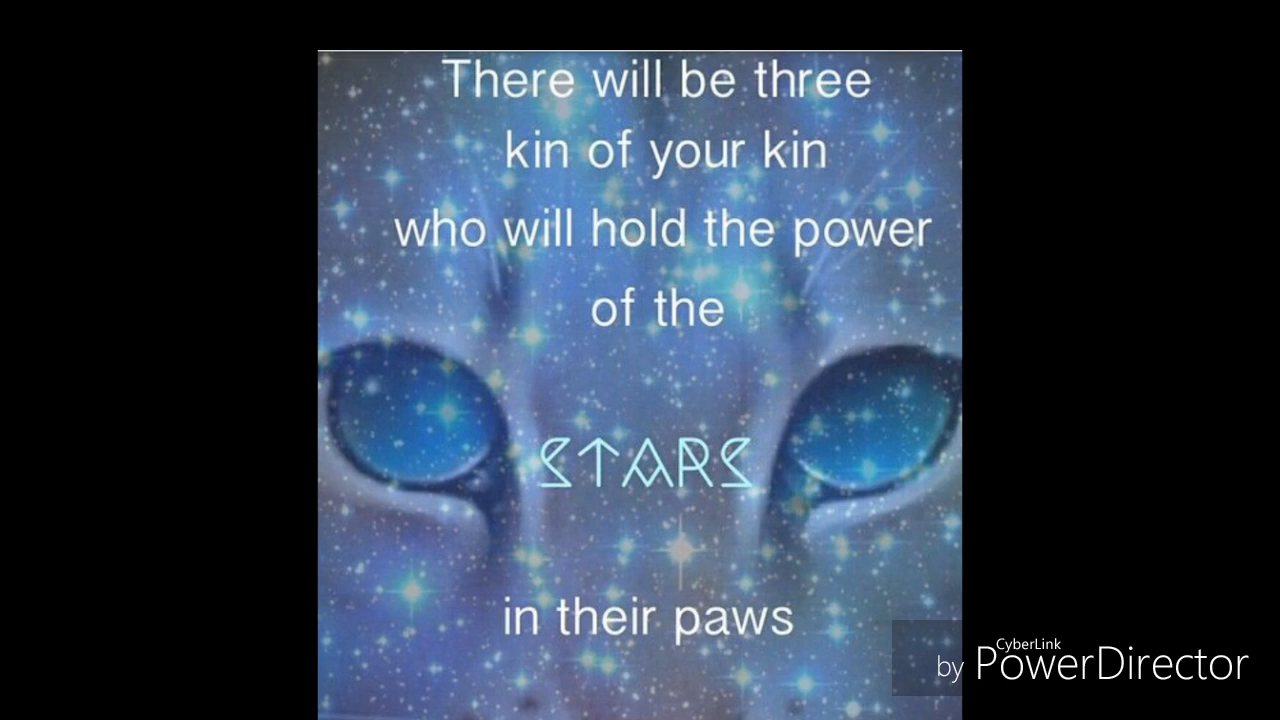 There will be three
kin of your kin
who will hold the power
of the
STARS
in their paws
CyberLink
by PowerDirector